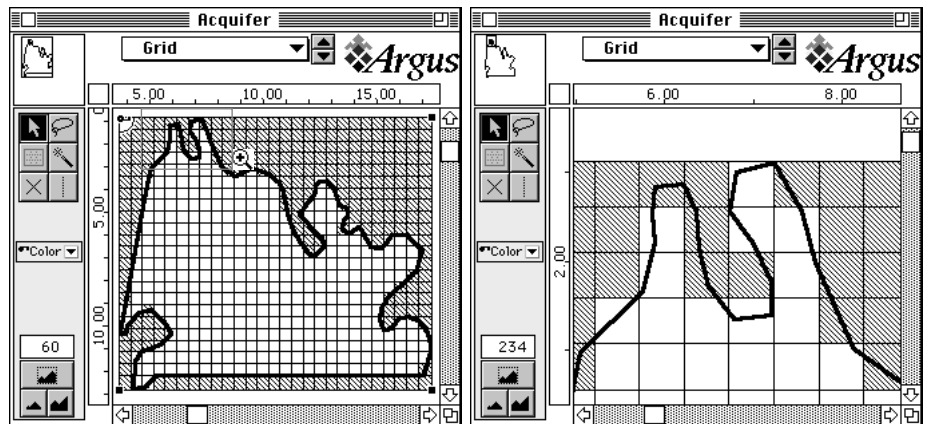 Acquifer
Grid
Argus
5.00 10.00 15.00
0
5.00
10.00
Color
60
Acquifer
Grid
Argus
6.00 8.00
2.00
Color
234